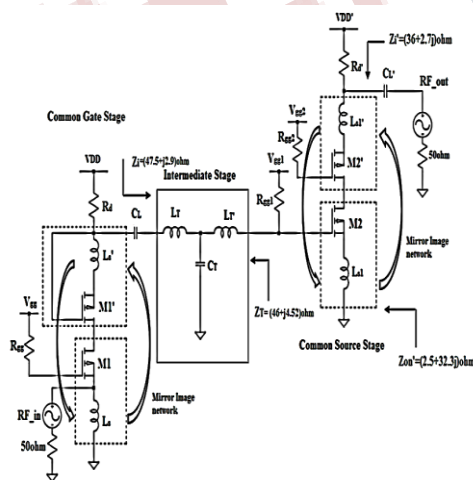 VDD'
Zi'=(36+2.7j)ohm
Rd'
CL'
RF_out
50ohm
Vgg2
Rgg2
Ls1'
M2'
Common Gate Stage
Vgg1
Rgg1
VDD
Zi=(47.5+j2.9)ohm
Intermediate Stage
Rd
CL
LT
LT'
M2
Mirror Image
network
Ls'
CT
Ls1
M1'
ZT= (46+j4.52)ohm
Common Source Stage
Zon'=(2.5+32.3j)ohm
Vgg
Rgg
M1
Mirror Image
network
RF_in
Ls
50ohm